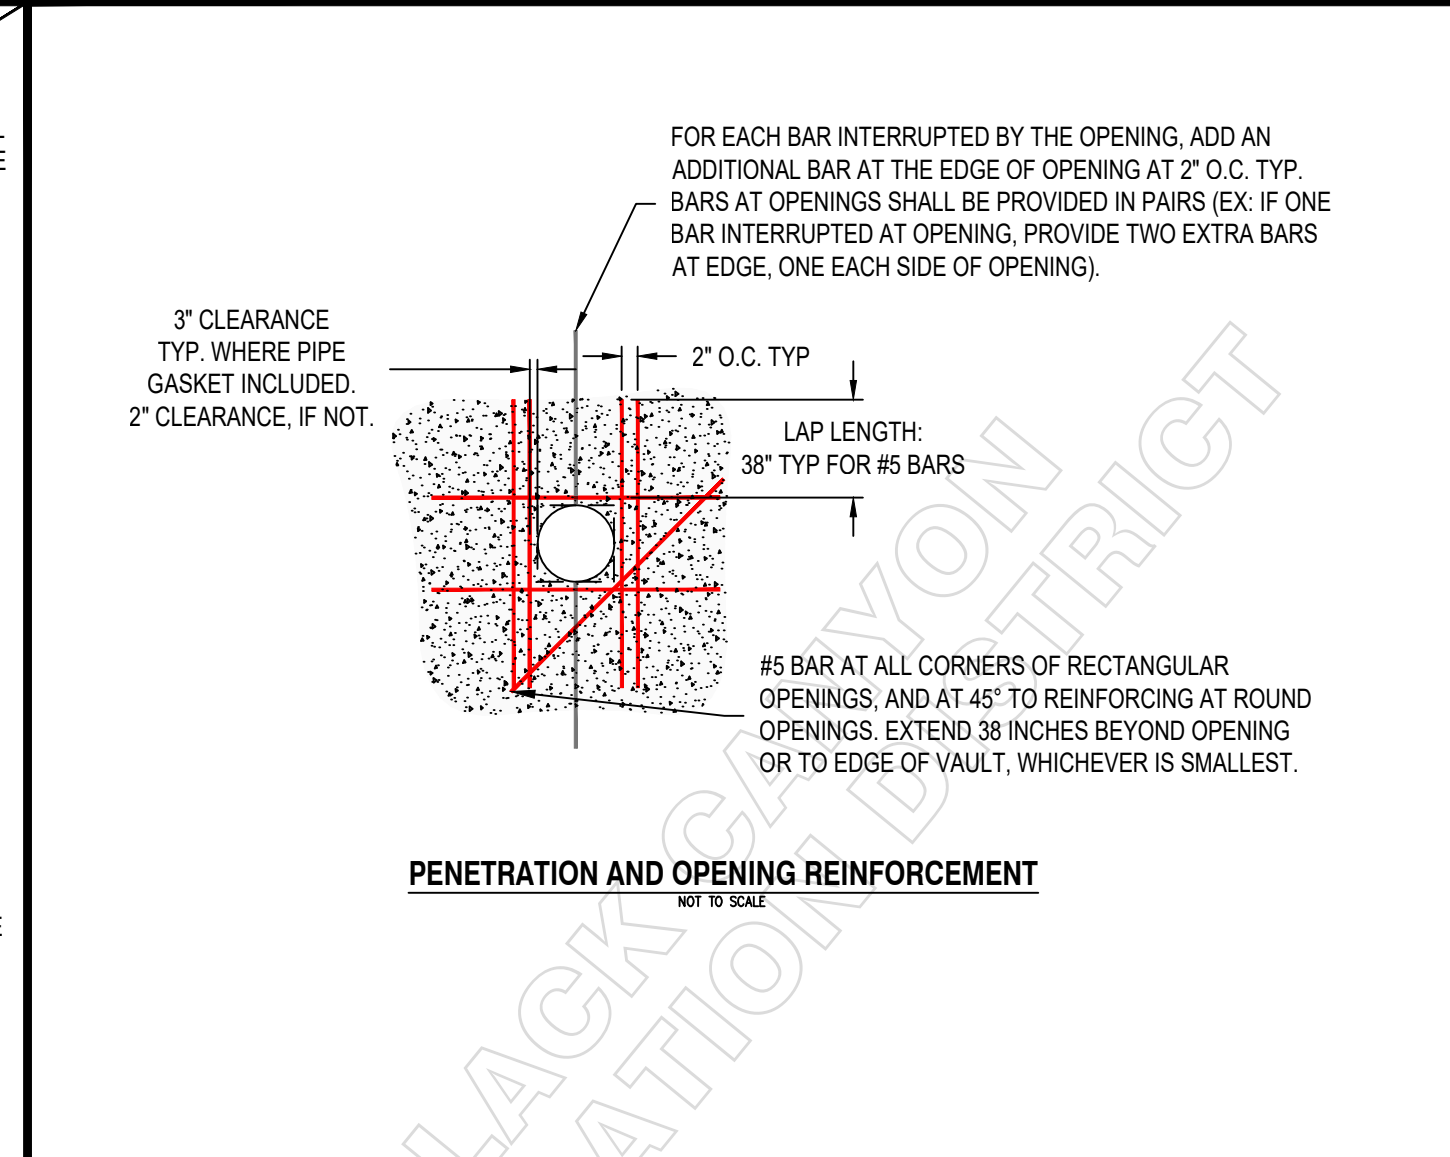 FOR EACH BAR INTERRUPTED BY THE OPENING, ADD AN
ADDITIONAL BAR AT THE EDGE OF OPENING AT 2" O.C. TYP.
BARS AT OPENINGS SHALL BE PROVIDED IN PAIRS (EX: IF ONE
BAR INTERRUPTED AT OPENING, PROVIDE TWO EXTRA BARS
AT EDGE, ONE EACH SIDE OF OPENING).
3" CLEARANCE
TYP. WHERE PIPE
GASKET INCLUDED.
2" CLEARANCE, IF NOT.
2" O.C. TYP
LAP LENGTH:
38" TYP FOR #5 BARS
#5 BAR AT ALL CORNERS OF RECTANGULAR
OPENINGS, AND AT 45° TO REINFORCING AT ROUND
OPENINGS. EXTEND 38 INCHES BEYOND OPENING
OR TO EDGE OF VAULT, WHICHEVER IS SMALLEST.
PENETRATION AND OPENING REINFORCEMENT
NOT TO SCALE
LACK CANYON
ATION DISTRICT